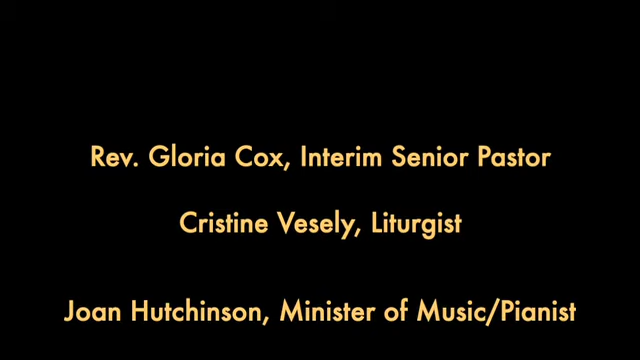 Rev. Gloria Cox, Interim Senior Pastor
Cristine Vesely, Liturgist
Joan Hutchinson, Minister of Music/Pianist